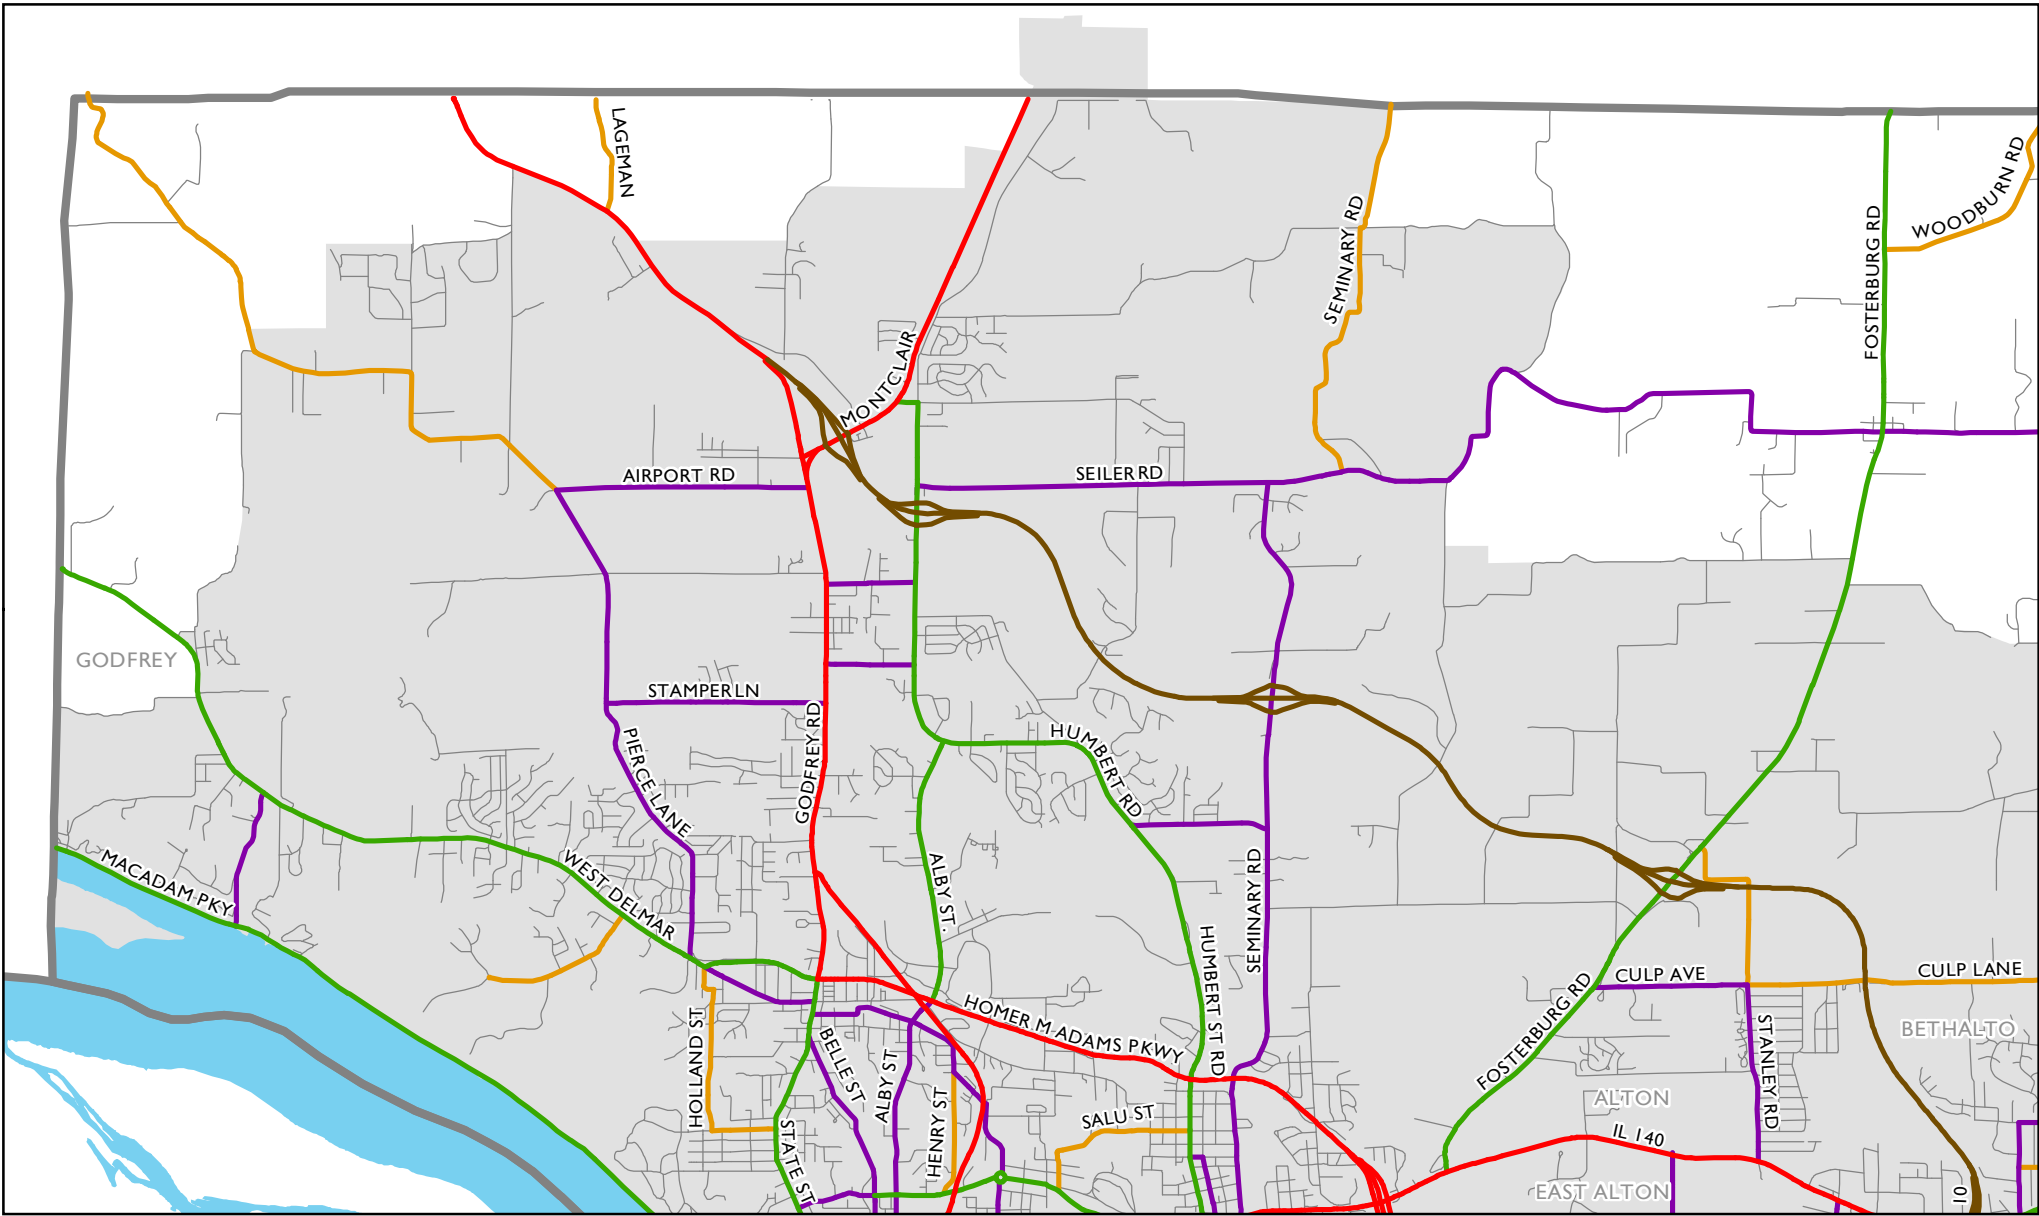 LAGEMAN
WOODBURN RD
SEMINARY RD
FOSTERBURG RD
MONTCLAIR
AIRPORT RD
SEILER RD
GODFREY
STAMPER LN
PIERCE LANE
GODFREY RD
HUMBERT RD
MACADAM PKY
WEST DELMAR
ALBY ST.
SEMINARY RD
HUMBERT ST RD
CULP AVE
CULP LANE
FOSTERBURG RD
HOMER M ADAMS PKWY
HOLLAND ST
BELLE ST
ALBY ST
HENRY ST
SALU ST
STATE ST
STANLEY RD
BETHALTO
ALTON
IL 140
EAST ALTON